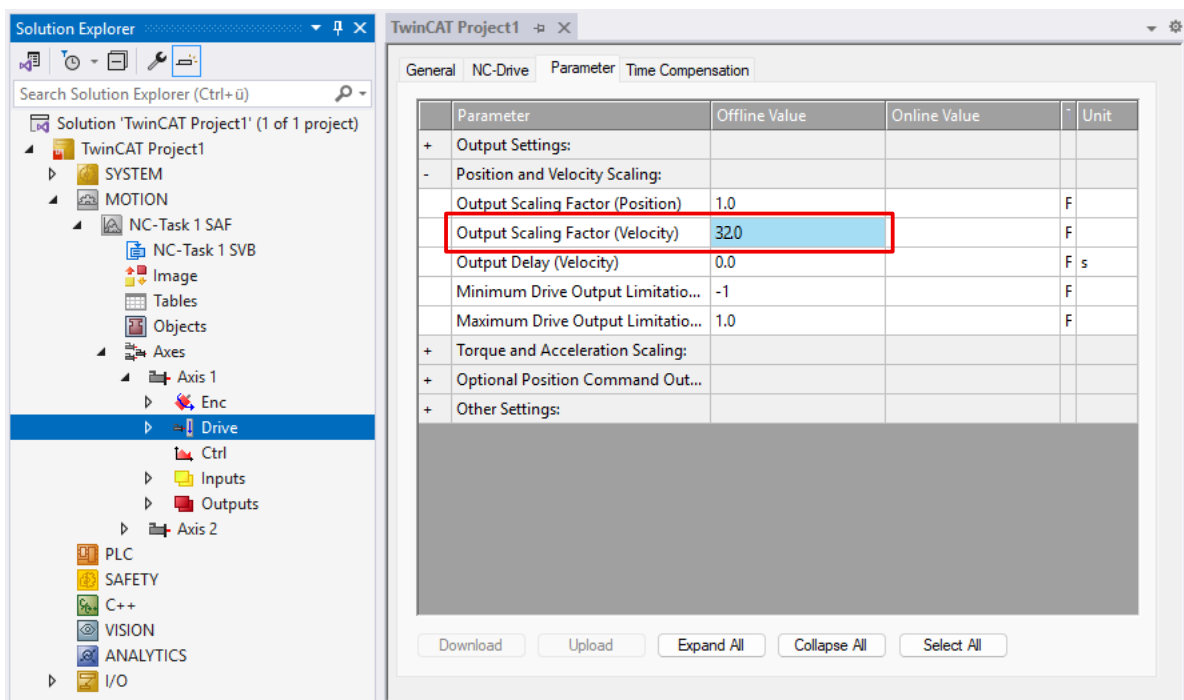 Solution Explorer
Search Solution Explorer (Ctrl+ü)
Solution 'TwinCAT Project1' (1 of 1 project)
TwinCAT Project1
SYSTEM
MOTION
NC-Task 1 SAF
NC-Task 1 SVB
Image
Tables
Objects
Axes
Axis 1
Enc
Drive
Ctrl
Inputs
Outputs
Axis 2
PLC
SAFETY
C++
VISION
ANALYTICS
I/O
TwinCAT Project1
General NC-Drive Parameter Time Compensation
Parameter Offline Value Online Value Unit
+ Output Settings:
- Position and Velocity Scaling:
Output Scaling Factor (Position) 1.0 F
Output Scaling Factor (Velocity) 32.0 F
Output Delay (Velocity) 0.0 F s
Minimum Drive Output Limitatio... -1 F
Maximum Drive Output Limitatio... 1.0 F
+ Torque and Acceleration Scaling:
+ Optional Position Command Out...
+ Other Settings:
Download Upload Expand All Collapse All Select All